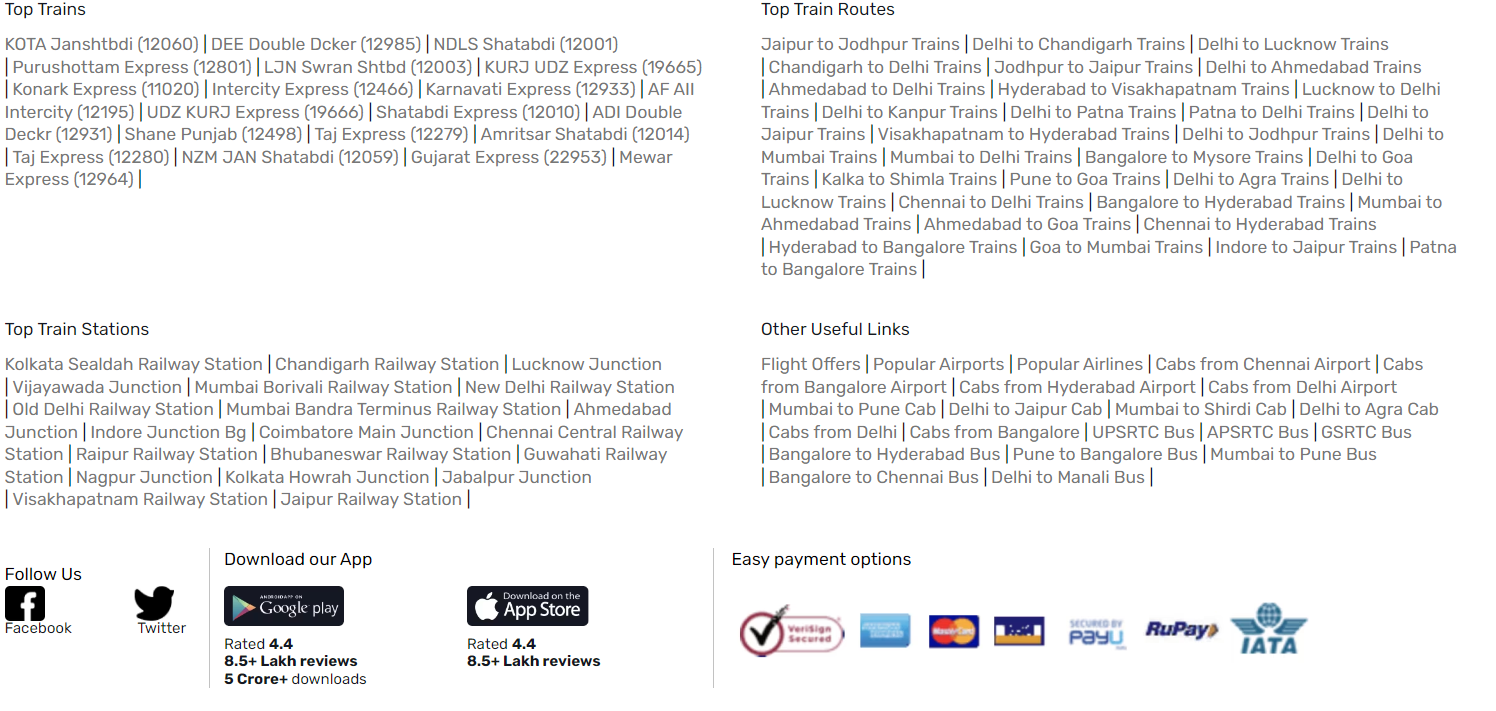 Top Trains
KOTA Janshtbdi (12060) | DEE Double Dcker (12985) | NDLS Shatabdi (12001)
| Purushottam Express (12801) | LJN Swran Shtbd (12003) | KURJ UDZ Express (19665)
| Konark Express (11020) | Intercity Express (12466) | Karnavati Express (12933) | AF All
Intercity (12195) | UDZ KURJ Express (19666) | Shatabdi Express (12010) | ADI Double
Deckr (12931) | Shane Punjab (12498) | Taj Express (12279) | Amritsar Shatabdi (12014)
| Taj Express (12280) | NZM JAN Shatabdi (12059) | Gujarat Express (22953) | Mewar
Express (12964) |
Top Train Routes
Jaipur to Jodhpur Trains | Delhi to Chandigarh Trains | Delhi to Lucknow Trains
| Chandigarh to Delhi Trains | Jodhpur to Jaipur Trains | Delhi to Ahmedabad Trains
| Ahmedabad to Delhi Trains | Hyderabad to Visakhapatnam Trains | Lucknow to Delhi
Trains | Delhi to Kanpur Trains | Delhi to Patna Trains | Patna to Delhi Trains | Delhi to
Jaipur Trains | Visakhapatnam to Hyderabad Trains | Delhi to Jodhpur Trains | Delhi to
Mumbai Trains | Mumbai to Delhi Trains | Bangalore to Mysore Trains | Delhi to Goa
Trains | Kalka to Shimla Trains | Pune to Goa Trains | Delhi to Agra Trains | Delhi to
Lucknow Trains | Chennai to Delhi Trains | Bangalore to Hyderabad Trains | Mumbai to
Ahmedabad Trains | Ahmedabad to Goa Trains | Chennai to Hyderabad Trains
| Hyderabad to Bangalore Trains | Goa to Mumbai Trains | Indore to Jaipur Trains | Patna
to Bangalore Trains |
Top Train Stations
Kolkata Sealdah Railway Station | Chandigarh Railway Station | Lucknow Junction
| Vijayawada Junction | Mumbai Borivali Railway Station | New Delhi Railway Station
| Old Delhi Railway Station | Mumbai Bandra Terminus Railway Station | Ahmedabad
Junction | Indore Junction Bg | Coimbatore Main Junction | Chennai Central Railway
Station | Raipur Railway Station | Bhubaneswar Railway Station | Guwahati Railway
Station | Nagpur Junction | Kolkata Howrah Junction | Jabalpur Junction
| Visakhapatnam Railway Station | Jaipur Railway Station |
Other Useful Links
Flight Offers | Popular Airports | Popular Airlines | Cabs from Chennai Airport | Cabs
from Bangalore Airport | Cabs from Hyderabad Airport | Cabs from Delhi Airport
| Mumbai to Pune Cab | Delhi to Jaipur Cab | Mumbai to Shirdi Cab | Delhi to Agra Cab
| Cabs from Delhi | Cabs from Bangalore | UPSRTC Bus | APSRTC Bus | GSRTC Bus
| Bangalore to Hyderabad Bus | Pune to Bangalore Bus | Mumbai to Pune Bus
| Bangalore to Chennai Bus | Delhi to Manali Bus |
Follow Us
Facebook
Twitter
Download our App
ANDROID APP ON
Google play
Rated 4.4
8.5+ Lakh reviews
5 Crore+ downloads
Download on the
App Store
Rated 4.4
8.5+ Lakh reviews
Easy payment options
VeriSign
Secured
MasterCard
SECURED BY
PayU
RuPay
IATA